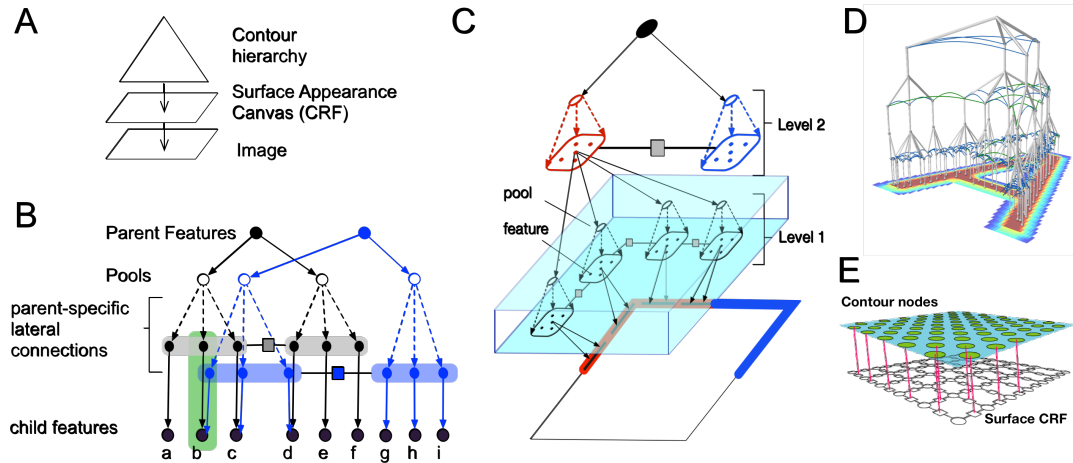 A
Contour
hierarchy
Surface Appearance
Canvas (CRF)
Image
B
Parent Features
Pools
parent-specific
lateral
connections
child features
a b c d e f g h i
C
Level 2
pool
feature
Level 1
D
E
Contour nodes
Surface CRF